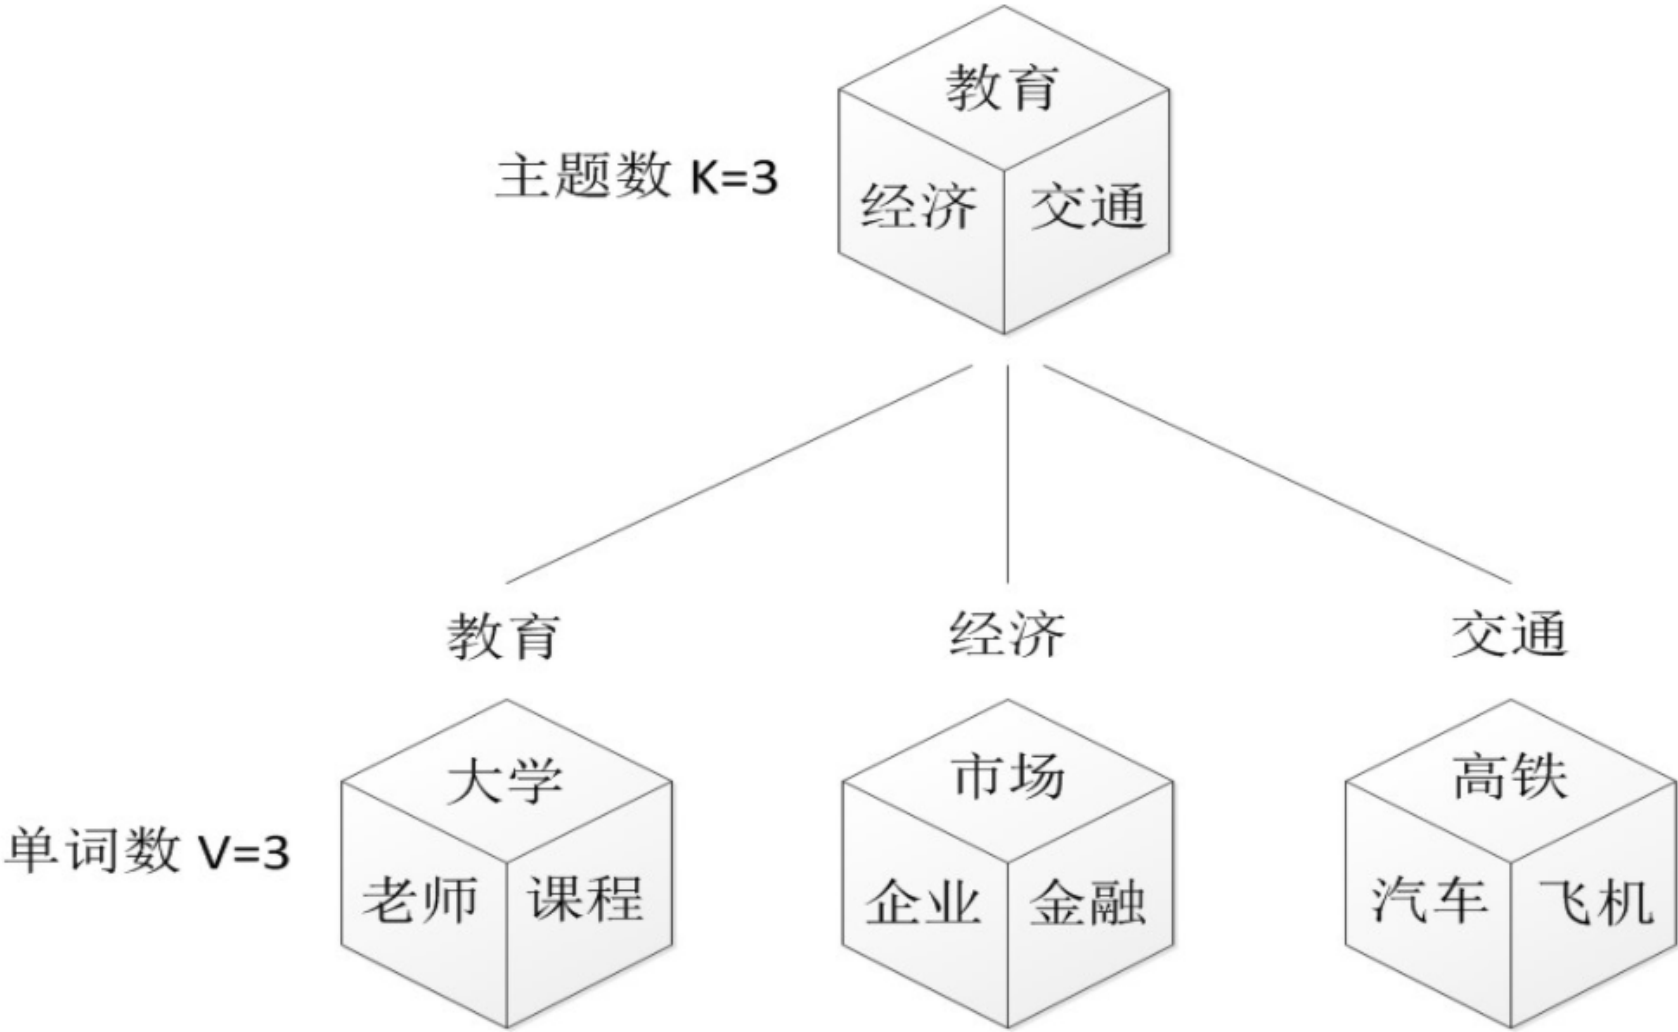 教育
主题数 K=3
经济 交通
教育 经济 交通
大学 市场 高铁
单词数 V=3
老师 课程 企业 金融 汽车 飞机